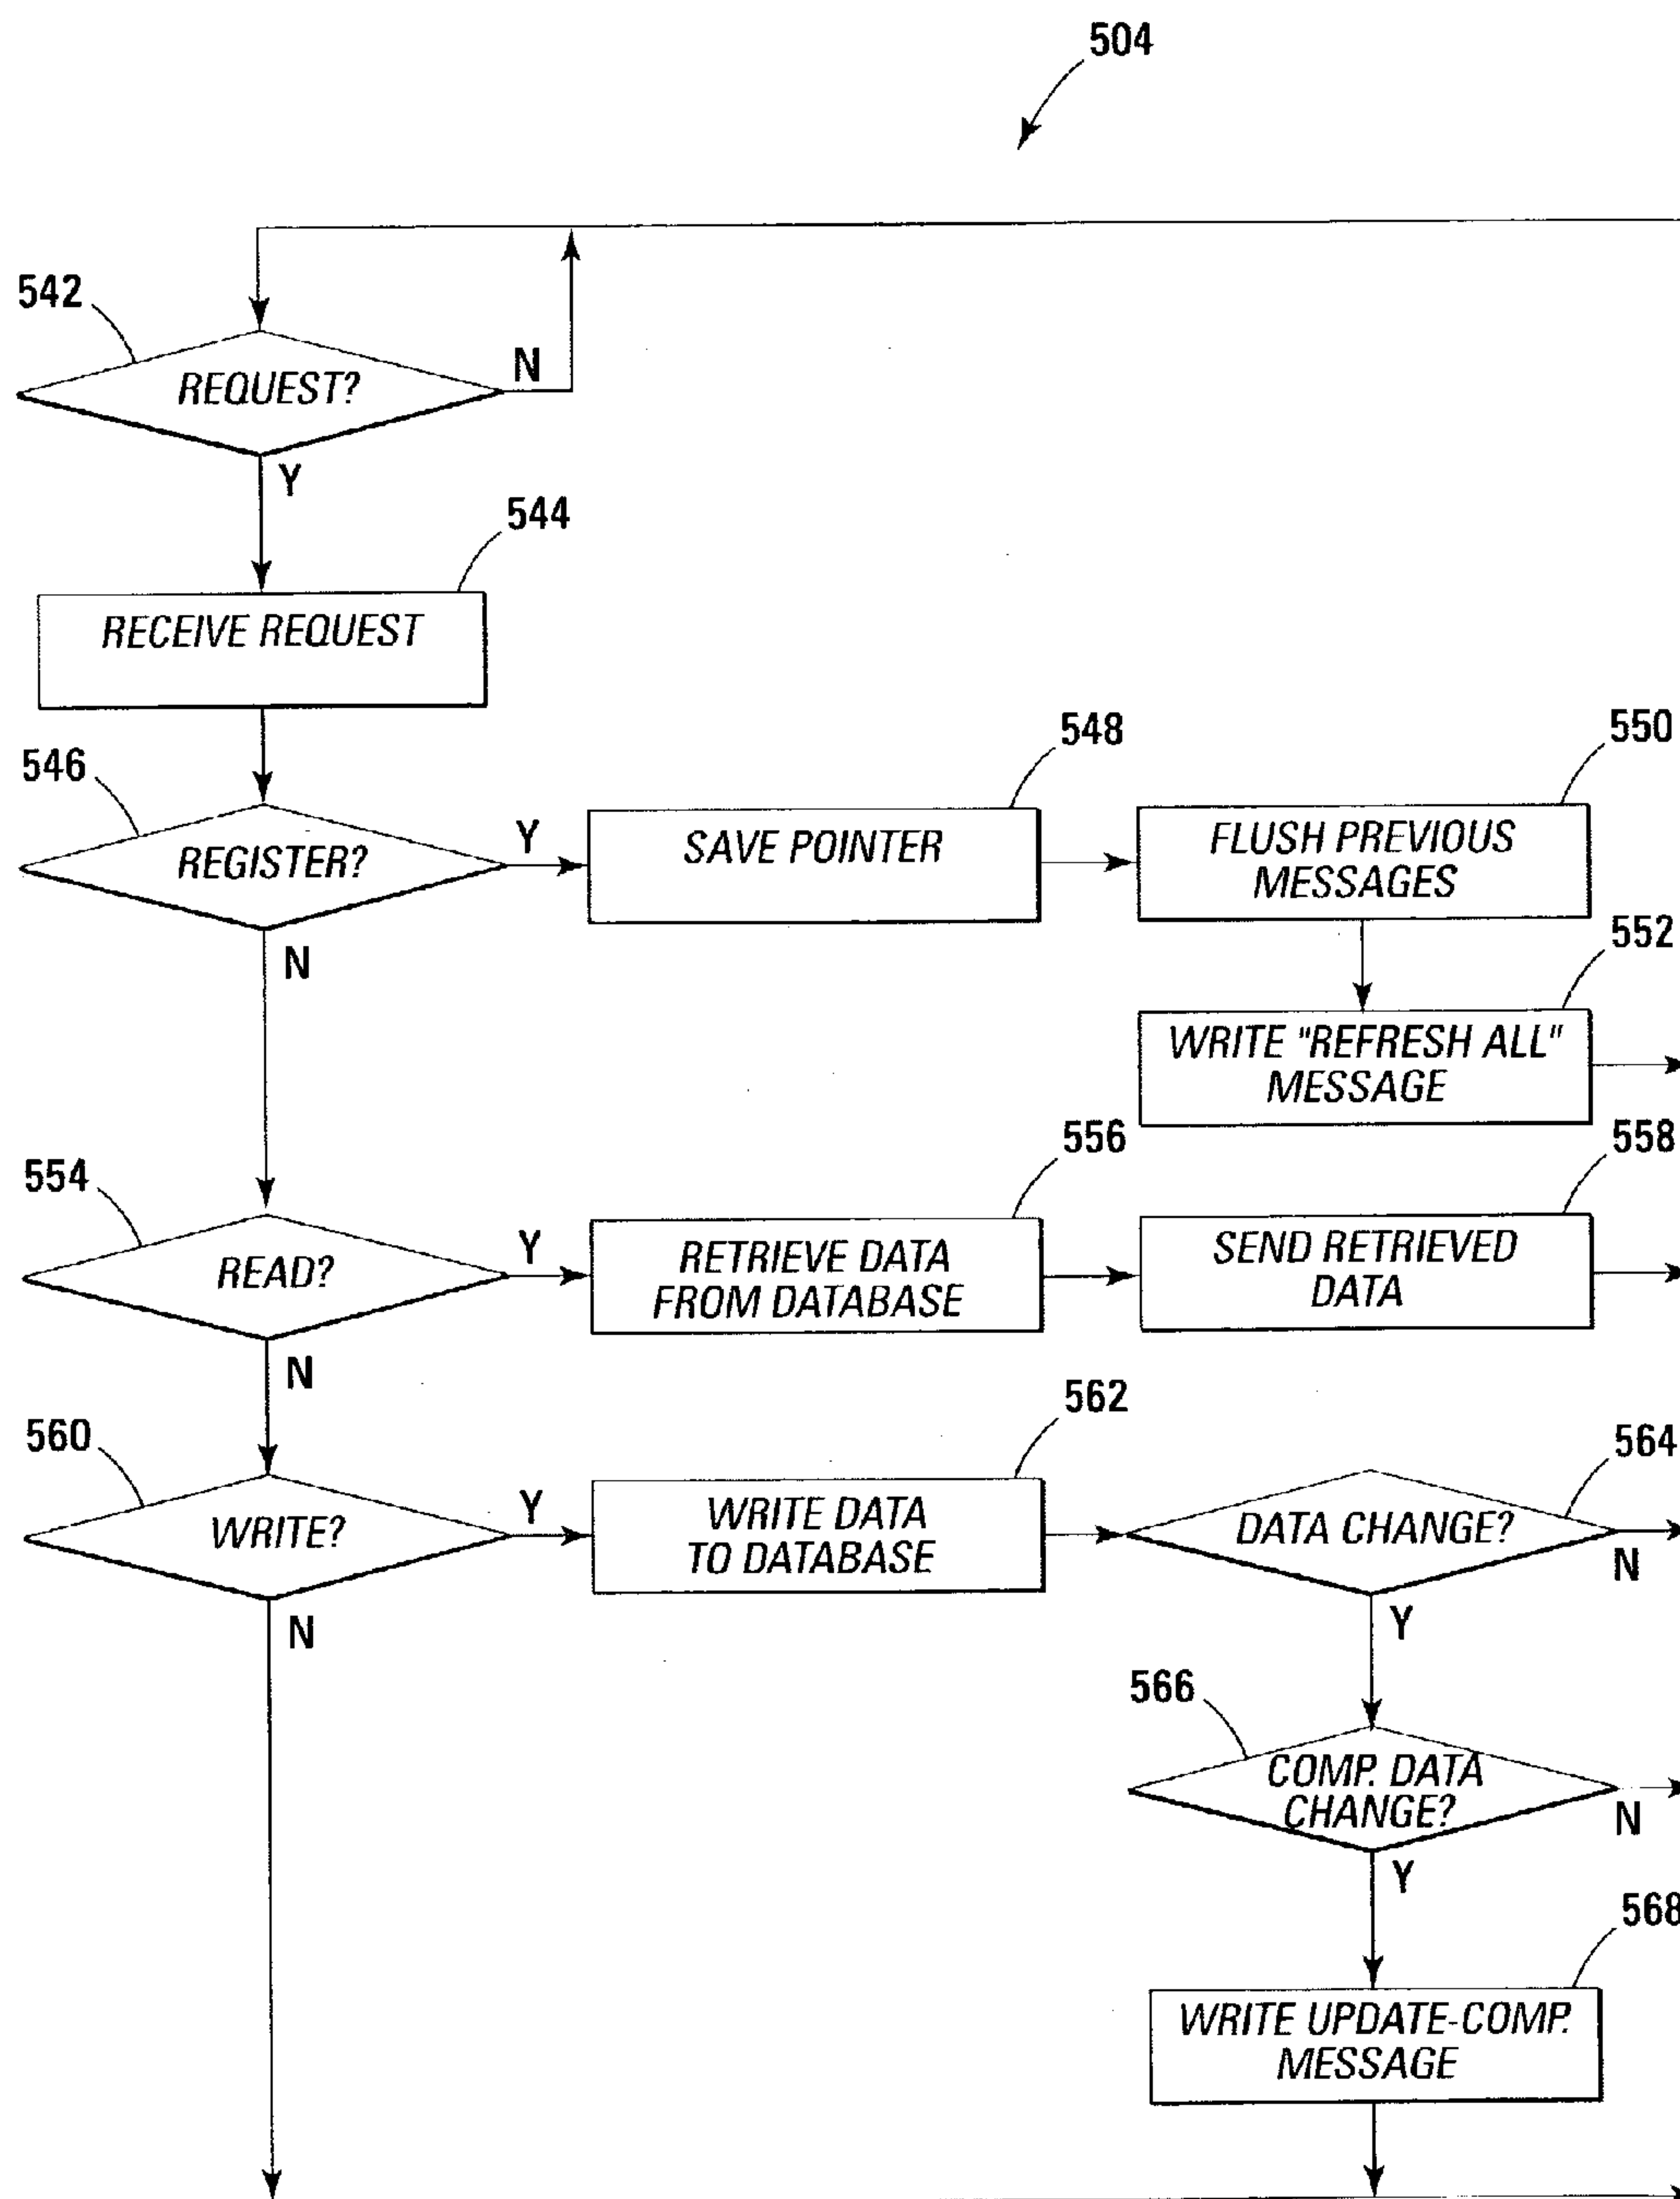 504
542
REQUEST?
N
Y
544
RECEIVE REQUEST
546
REGISTER?
Y
N
548
SAVE POINTER
550
FLUSH PREVIOUS
MESSAGES
552
WRITE "REFRESH ALL"
MESSAGE
554
READ?
Y
N
556
RETRIEVE DATA
FROM DATABASE
558
SEND RETRIEVED
DATA
560
WRITE?
Y
N
562
WRITE DATA
TO DATABASE
564
DATA CHANGE?
N
Y
566
COMP. DATA
CHANGE?
N
Y
568
WRITE UPDATE-COMP.
MESSAGE